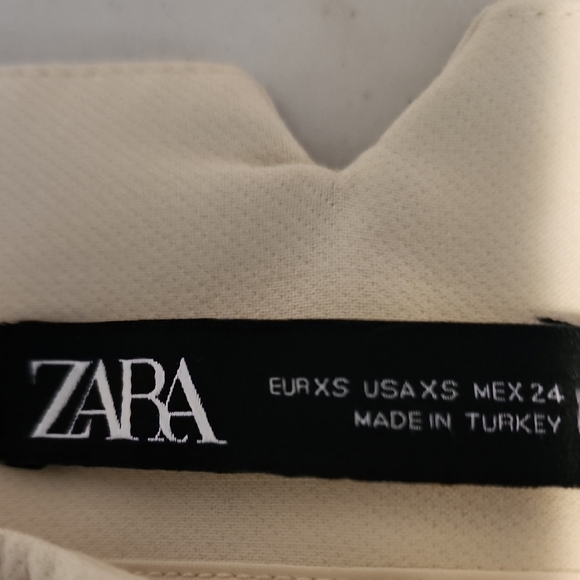 ZARA
EUR XS USA XS MEX 24
MADE IN TURKEY